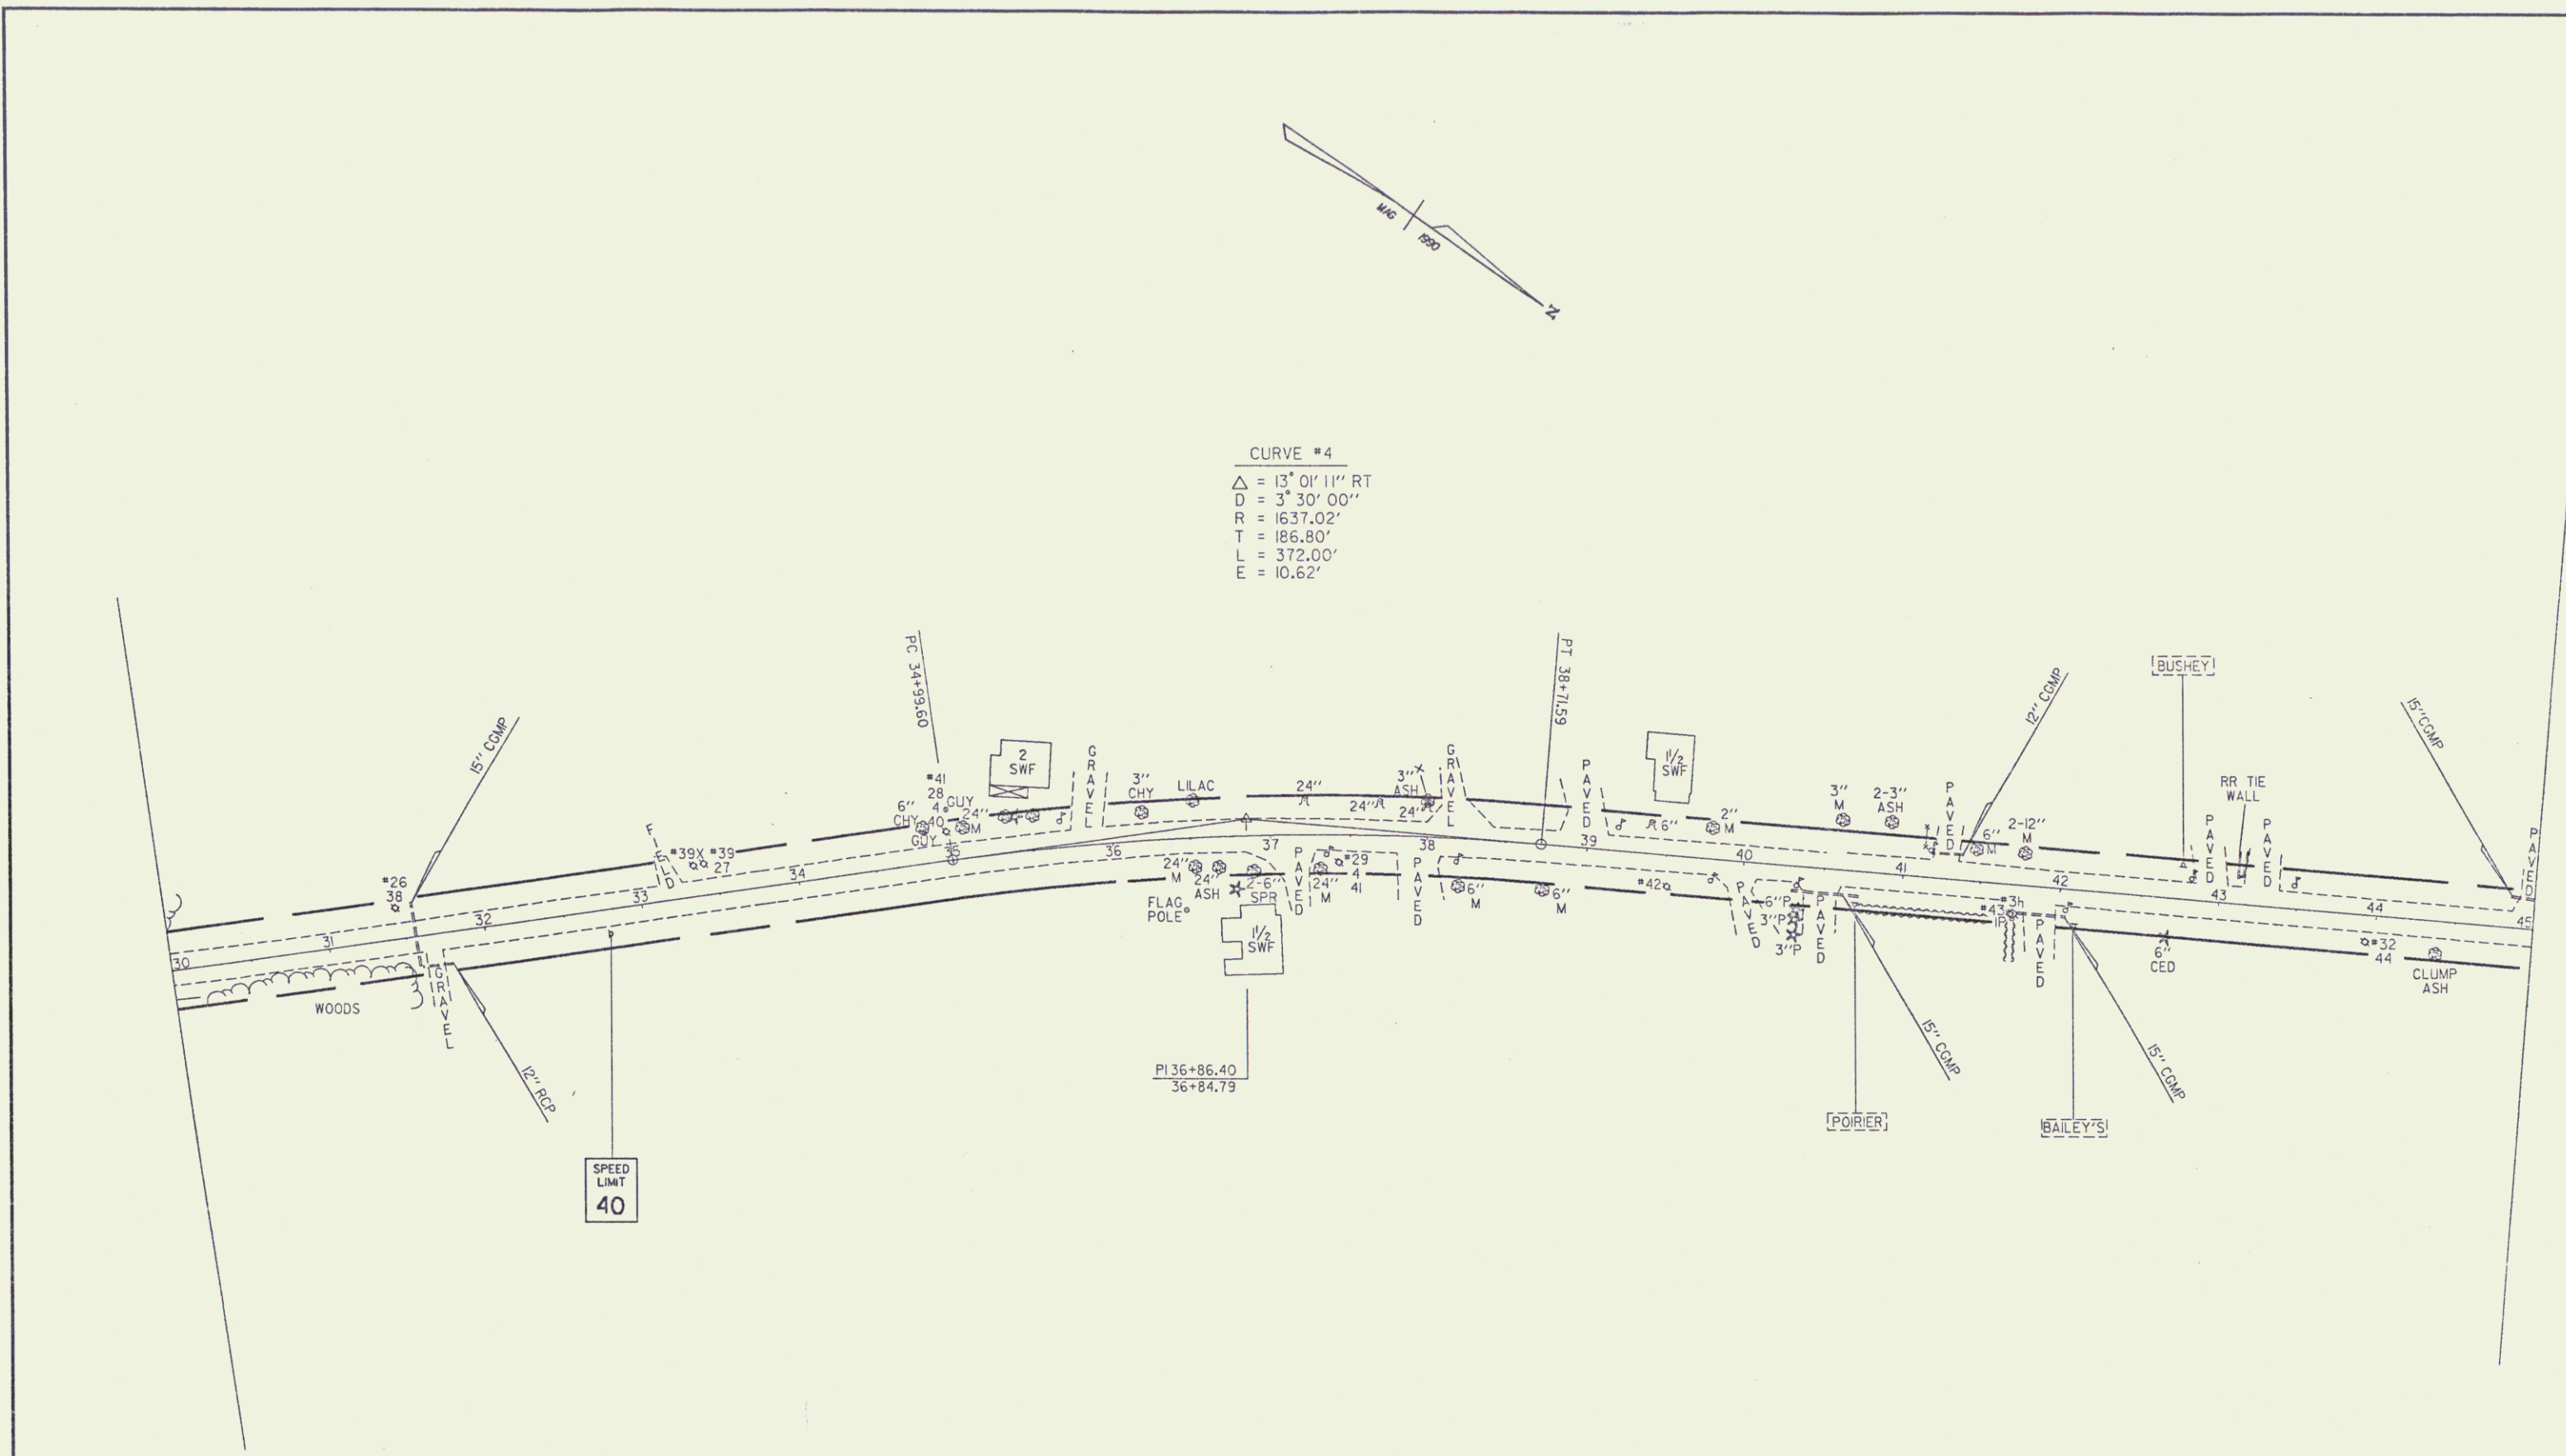 MAG
1990
N
CURVE #4
△ = 13° 01' 11'' RT
D = 3° 30' 00''
R = 1637.02'
T = 186.80'
L = 372.00'
E = 10.62'
PC 34+99.60
PT 38+71.59
BUSHEY
15'' CGMP
12'' CGMP
15'' CGMP
2
SWF
1 1/2
SWF
GRAVEL
3''
CHY
LILAC
24''
24''
24''
3''
ASH
GRAVEL
PAVED
6''
2''
M
3''
M
2-3''
ASH
PAVED
6''
M
2-12''
M
RR TIE
WALL
PAVED
PAVED
PAVED
#41
28
4
40
GUY
6''
CHY
GUY
24''
M
FIELD
#39X
#39
27
#26
38
30
31
32
33
34
35
36
37
38
39
40
41
42
43
44
45
WOODS
GRAVEL
12'' RCP
SPEED
LIMIT
40
24''
M
24''
ASH
FLAG
POLE
2-6''
SPR
PAVED
24''
M
#29
4
41
PAVED
6''
M
6''
M
#42
PAVED
6''P
3''P
3''P
PAVED
#43
#3h
IP
PAVED
6''
CED
#32
44
CLUMP
ASH
1 1/2
SWF
PI 36+86.40
36+84.79
15'' CGMP
15'' CGMP
POIRIER
BAILEY'S